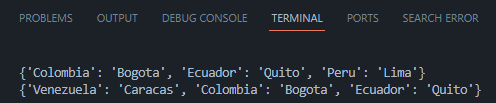 PROBLEMS OUTPUT DEBUG CONSOLE TERMINAL PORTS SEARCH ERROR
{'Colombia': 'Bogota', 'Ecuador': 'Quito', 'Peru': 'Lima'}
{'Venezuela': 'Caracas', 'Colombia': 'Bogota', 'Ecuador': 'Quito'}